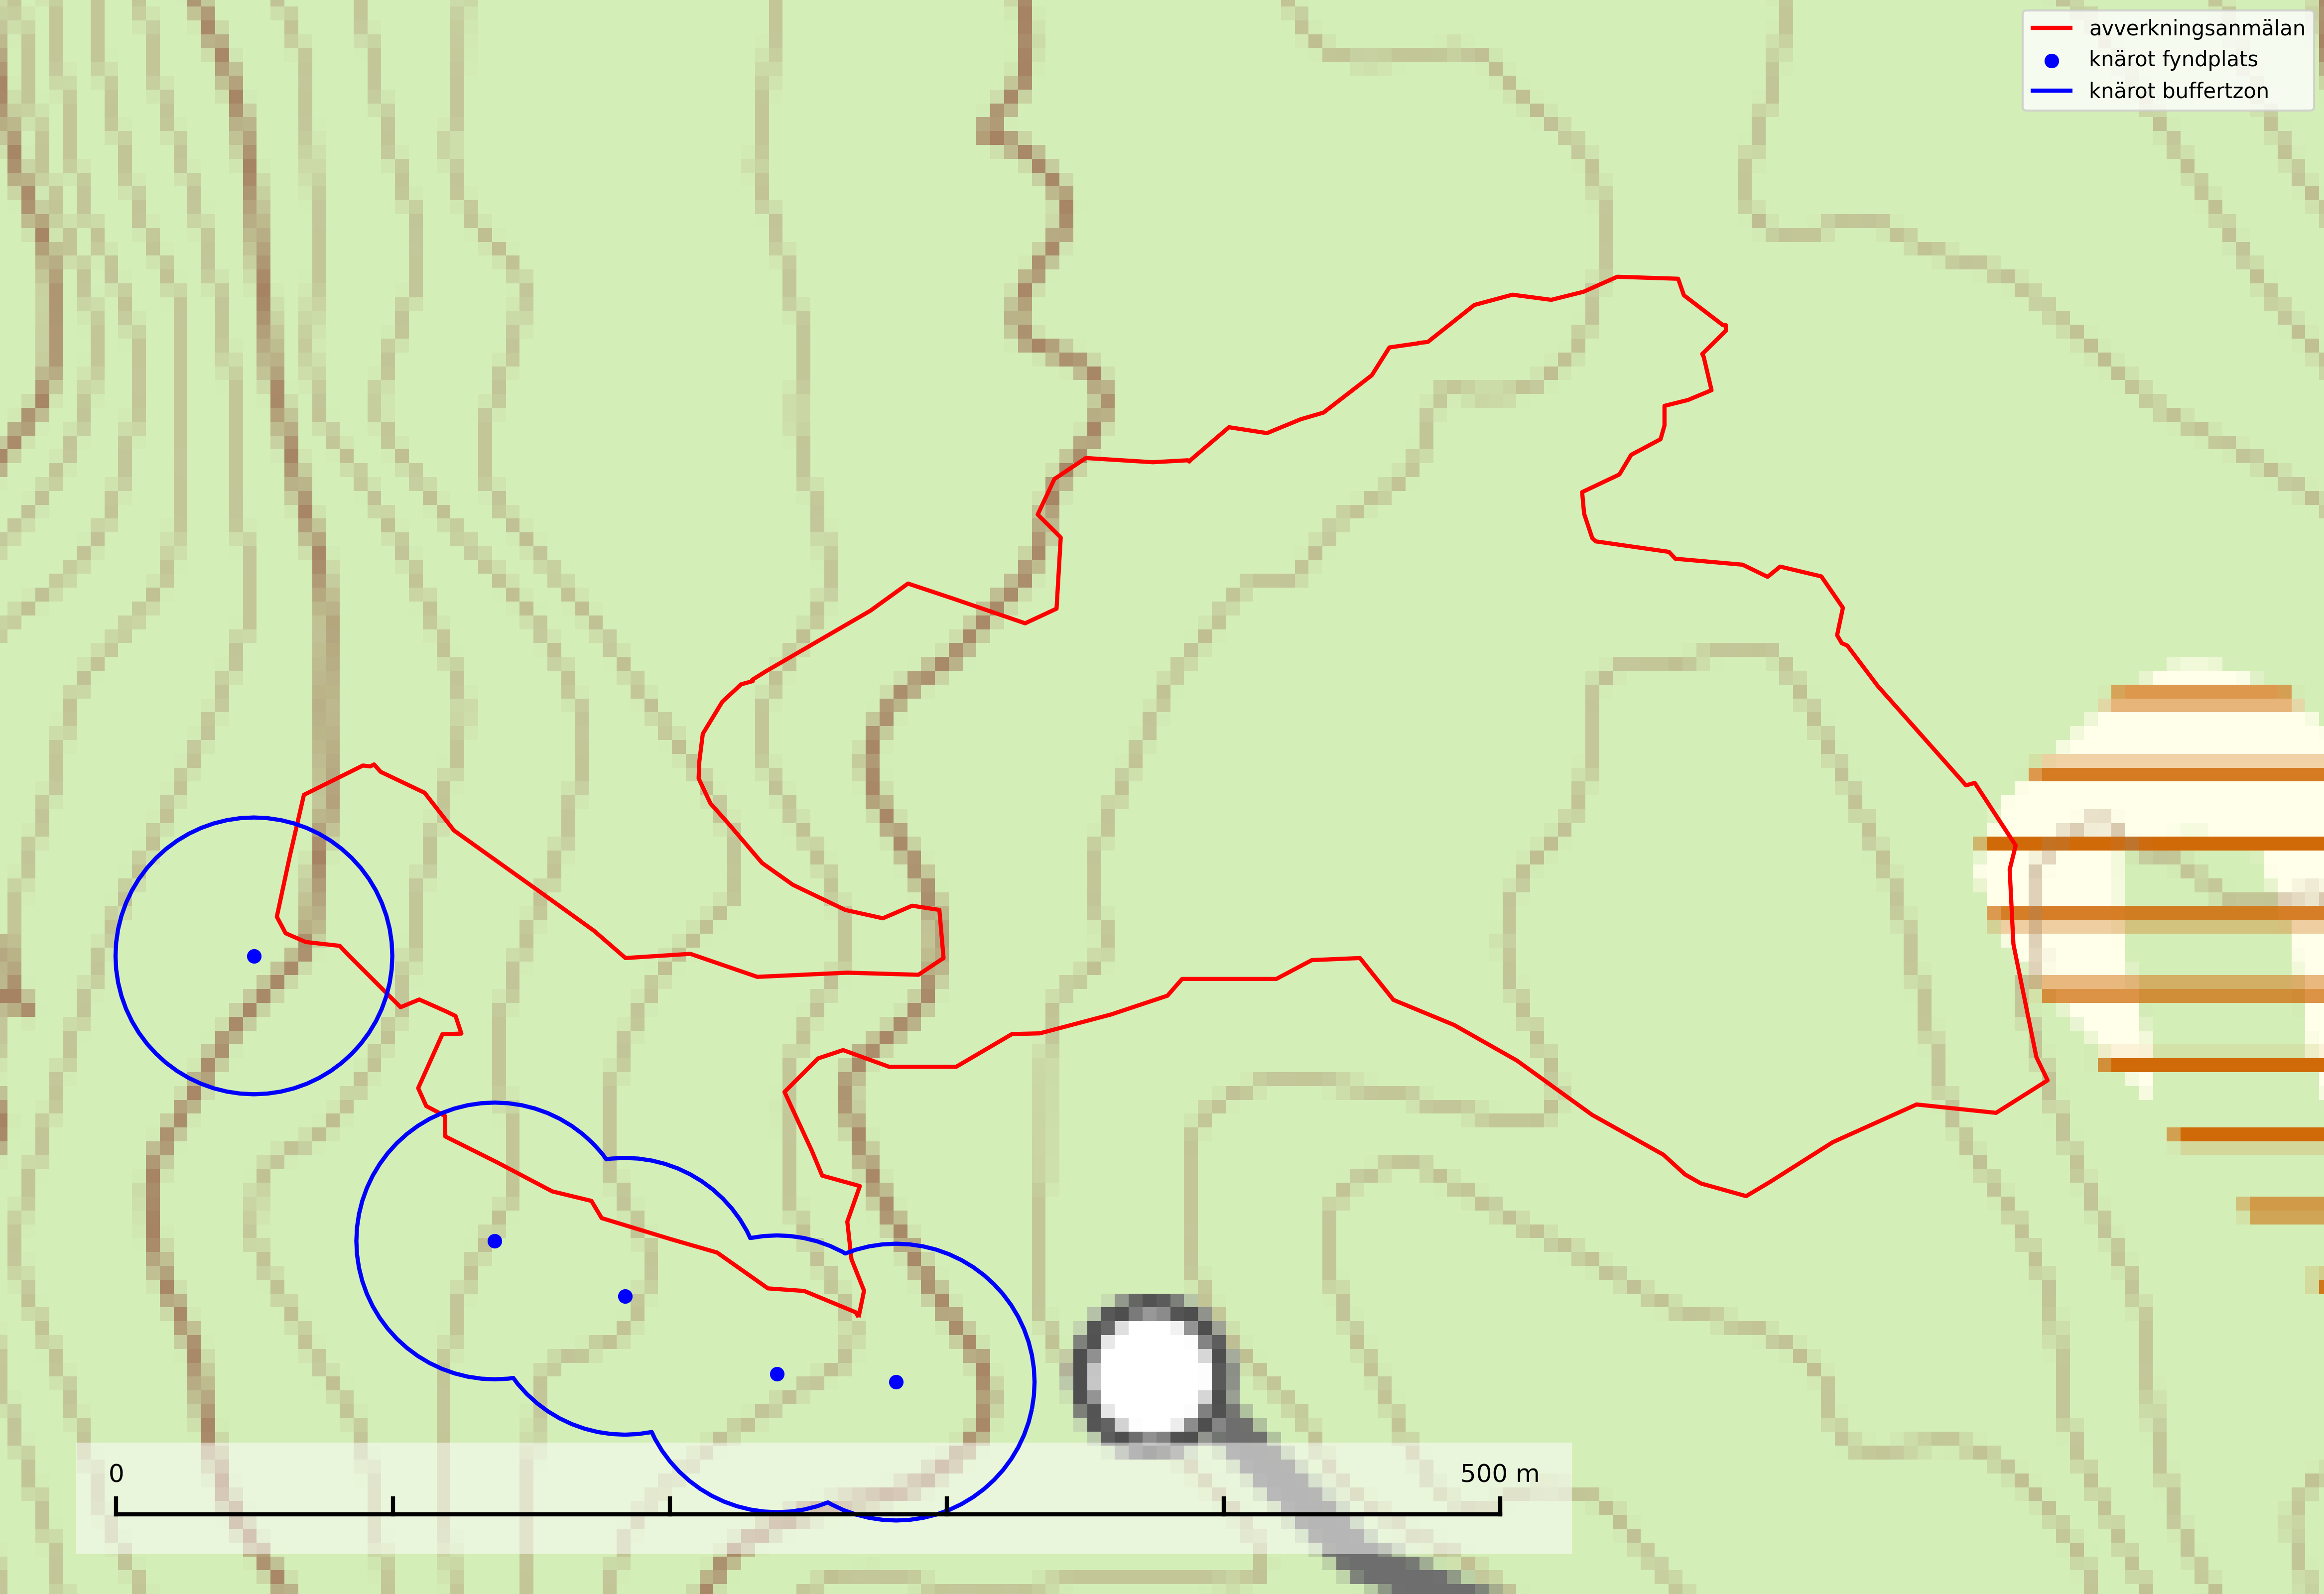 avverkningsanmälan
knärot fyndplats
knärot buffertzon
0
500 m